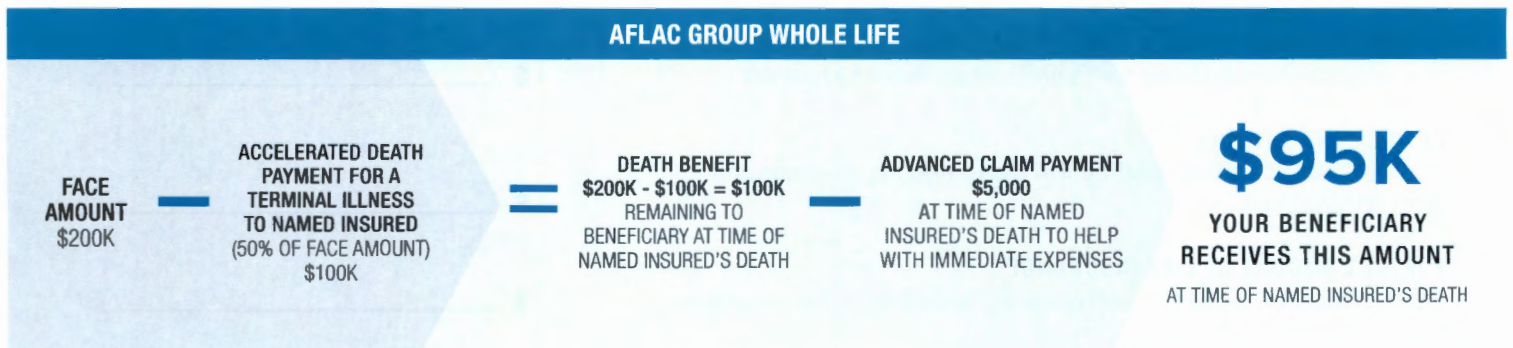 AFLAC GROUP WHOLE LIFE
FACE
AMOUNT
$200K
ACCELERATED DEATH
PAYMENT FOR A
TERMINAL ILLNESS
TO NAMED INSURED
(50% OF FACE AMOUNT)
$100K
DEATH BENEFIT
$200K - $100K = $100K
REMAINING TO
BENEFICIARY AT TIME OF
NAMED INSURED'S DEATH
ADVANCED CLAIM PAYMENT
$5,000
AT TIME OF NAMED
INSURED'S DEATH TO HELP
WITH IMMEDIATE EXPENSES
$95K
YOUR BENEFICIARY
RECEIVES THIS AMOUNT
AT TIME OF NAMED INSURED'S DEATH